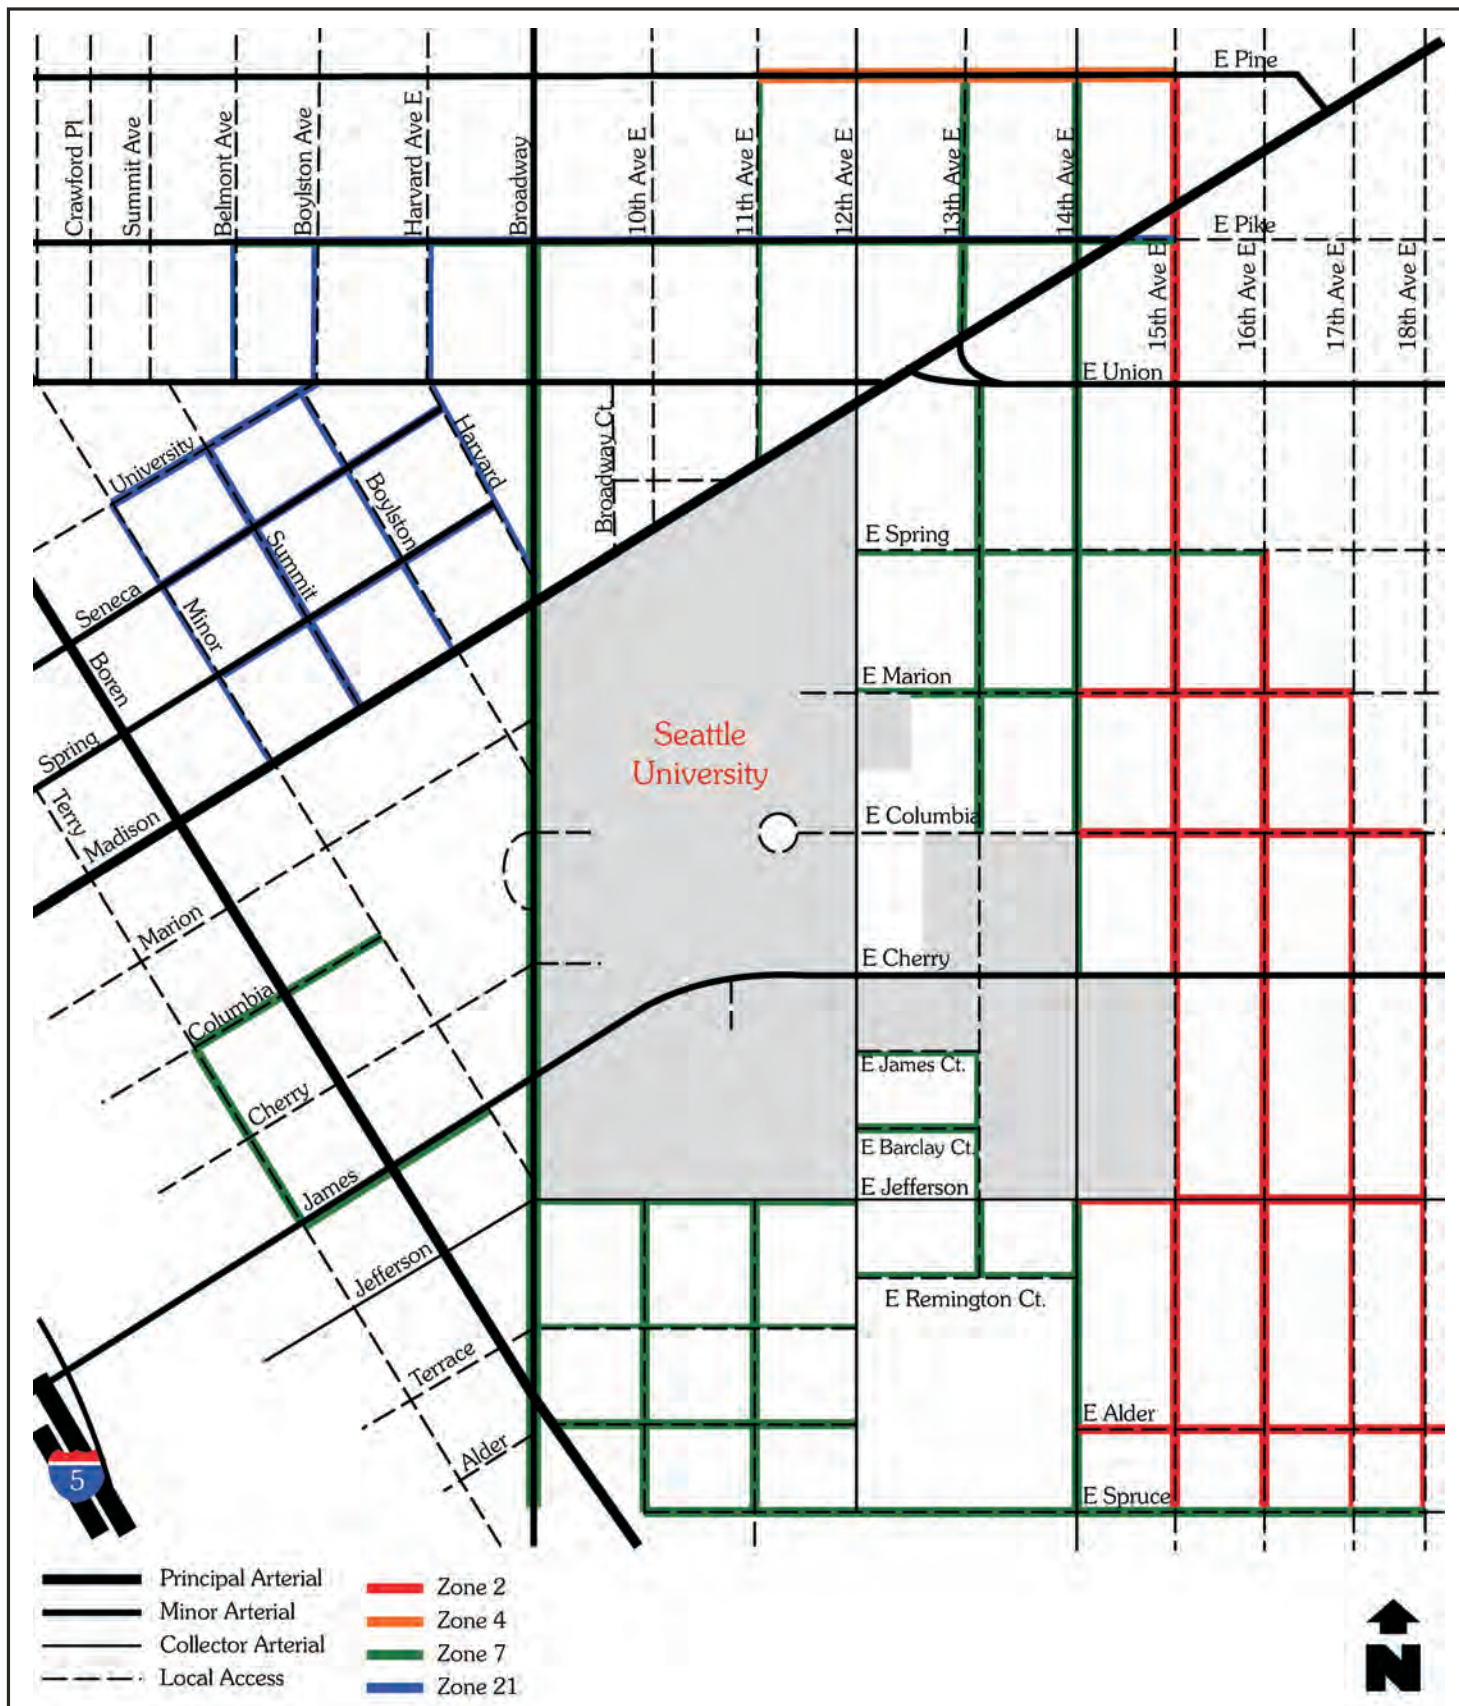 E Pine
Crawford Pl
Summit Ave
Belmont Ave
Boylston Ave
Harvard Ave E
Broadway
10th Ave E
11th Ave E
12th Ave E
13th Ave E
14th Ave E
E Pike
15th Ave E
16th Ave E
17th Ave E
18th Ave E
E Union
University
Harvard
Boylston
Broadway Ct.
E Spring
Seneca
Summit
Minor
Boren
E Marion
Seattle
University
Spring
Terry
Madison
E Columbia
Marion
E Cherry
Columbia
E James Ct.
Cherry
E Barclay Ct.
James
E Jefferson
Jefferson
E Remington Ct.
Terrace
E Alder
Alder
5
E Spruce
Principal Arterial
Minor Arterial
Collector Arterial
Local Access
Zone 2
Zone 4
Zone 7
Zone 21
N